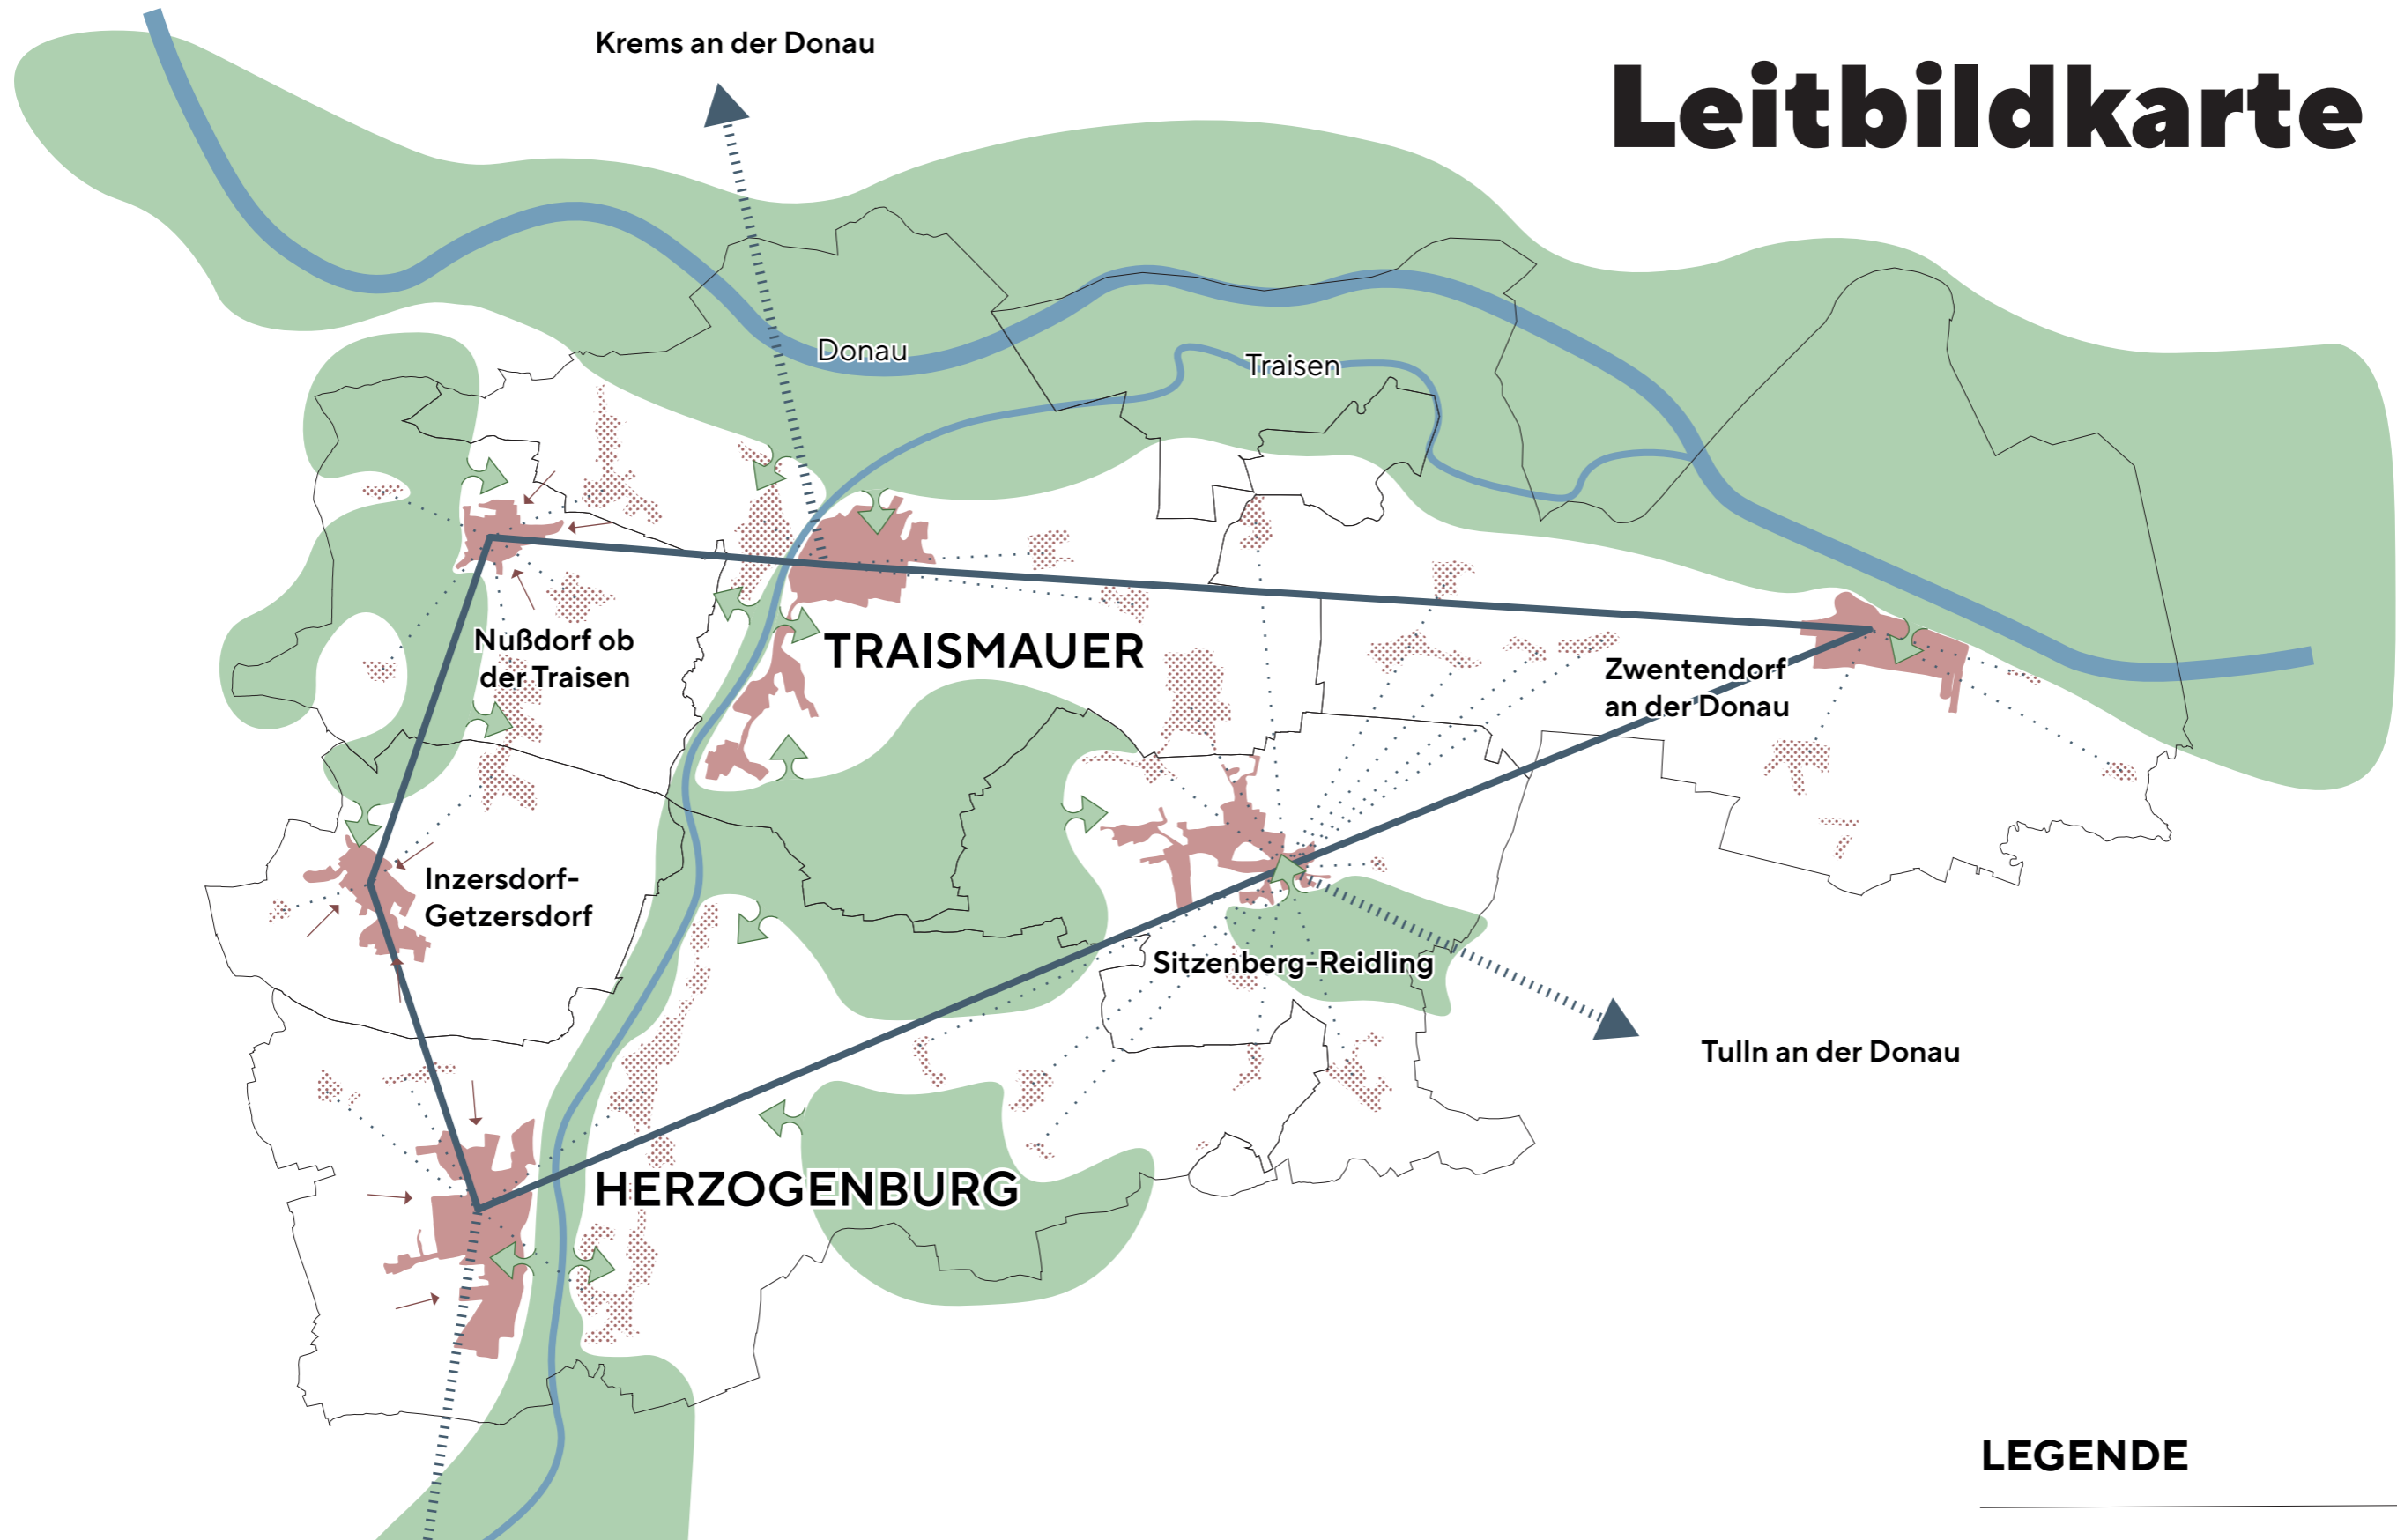 Krems an der Donau
Leitbildkarte
Donau
Traisen
Nußdorf ob
der Traisen
TRAISMAUER
Zwentendorf
an der Donau
Inzersdorf-
Getzersdorf
Sitzenberg-Reidling
Tulln an der Donau
HERZOGENBURG
LEGENDE